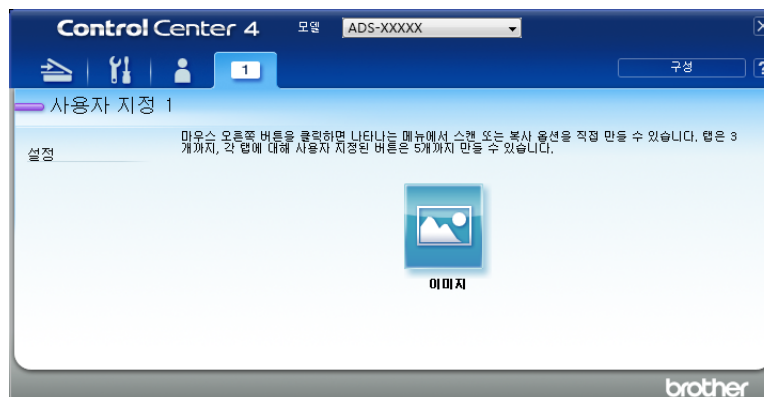 Control Center 4 모델 ADS-XXXXX
1 구성 ?
사용자 지정 1
마우스 오른쪽 버튼을 클릭하면 나타나는 메뉴에서 스캔 또는 복사 옵션을 직접 만들 수 있습니다. 탭은 3
개까지, 각 탭에 대해 사용자 지정된 버튼은 5개까지 만들 수 있습니다.
설정
이미지
brother